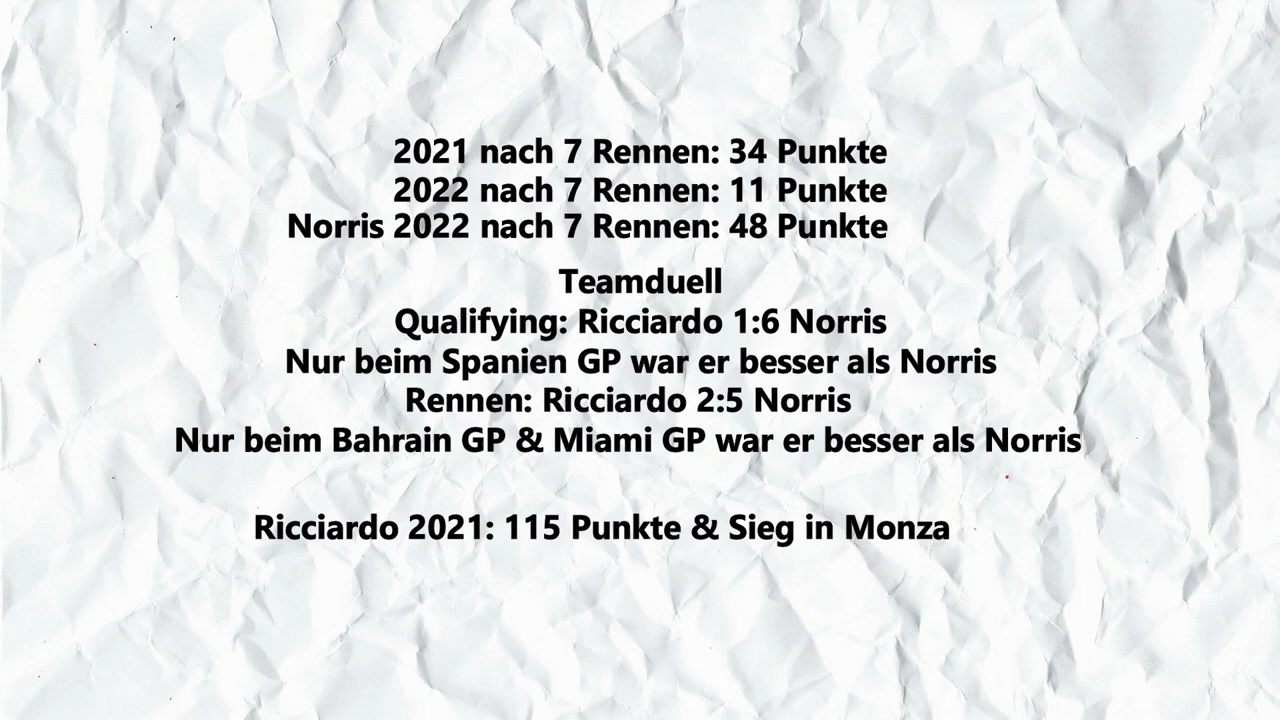 2021 nach 7 Rennen: 34 Punkte
2022 nach 7 Rennen: 11 Punkte
Norris 2022 nach 7 Rennen: 48 Punkte
Teamduell
Qualifying: Ricciardo 1:6 Norris
Nur beim Spanien GP war er besser als Norris
Rennen: Ricciardo 2:5 Norris
Nur beim Bahrain GP & Miami GP war er besser als Norris
Ricciardo 2021: 115 Punkte & Sieg in Monza